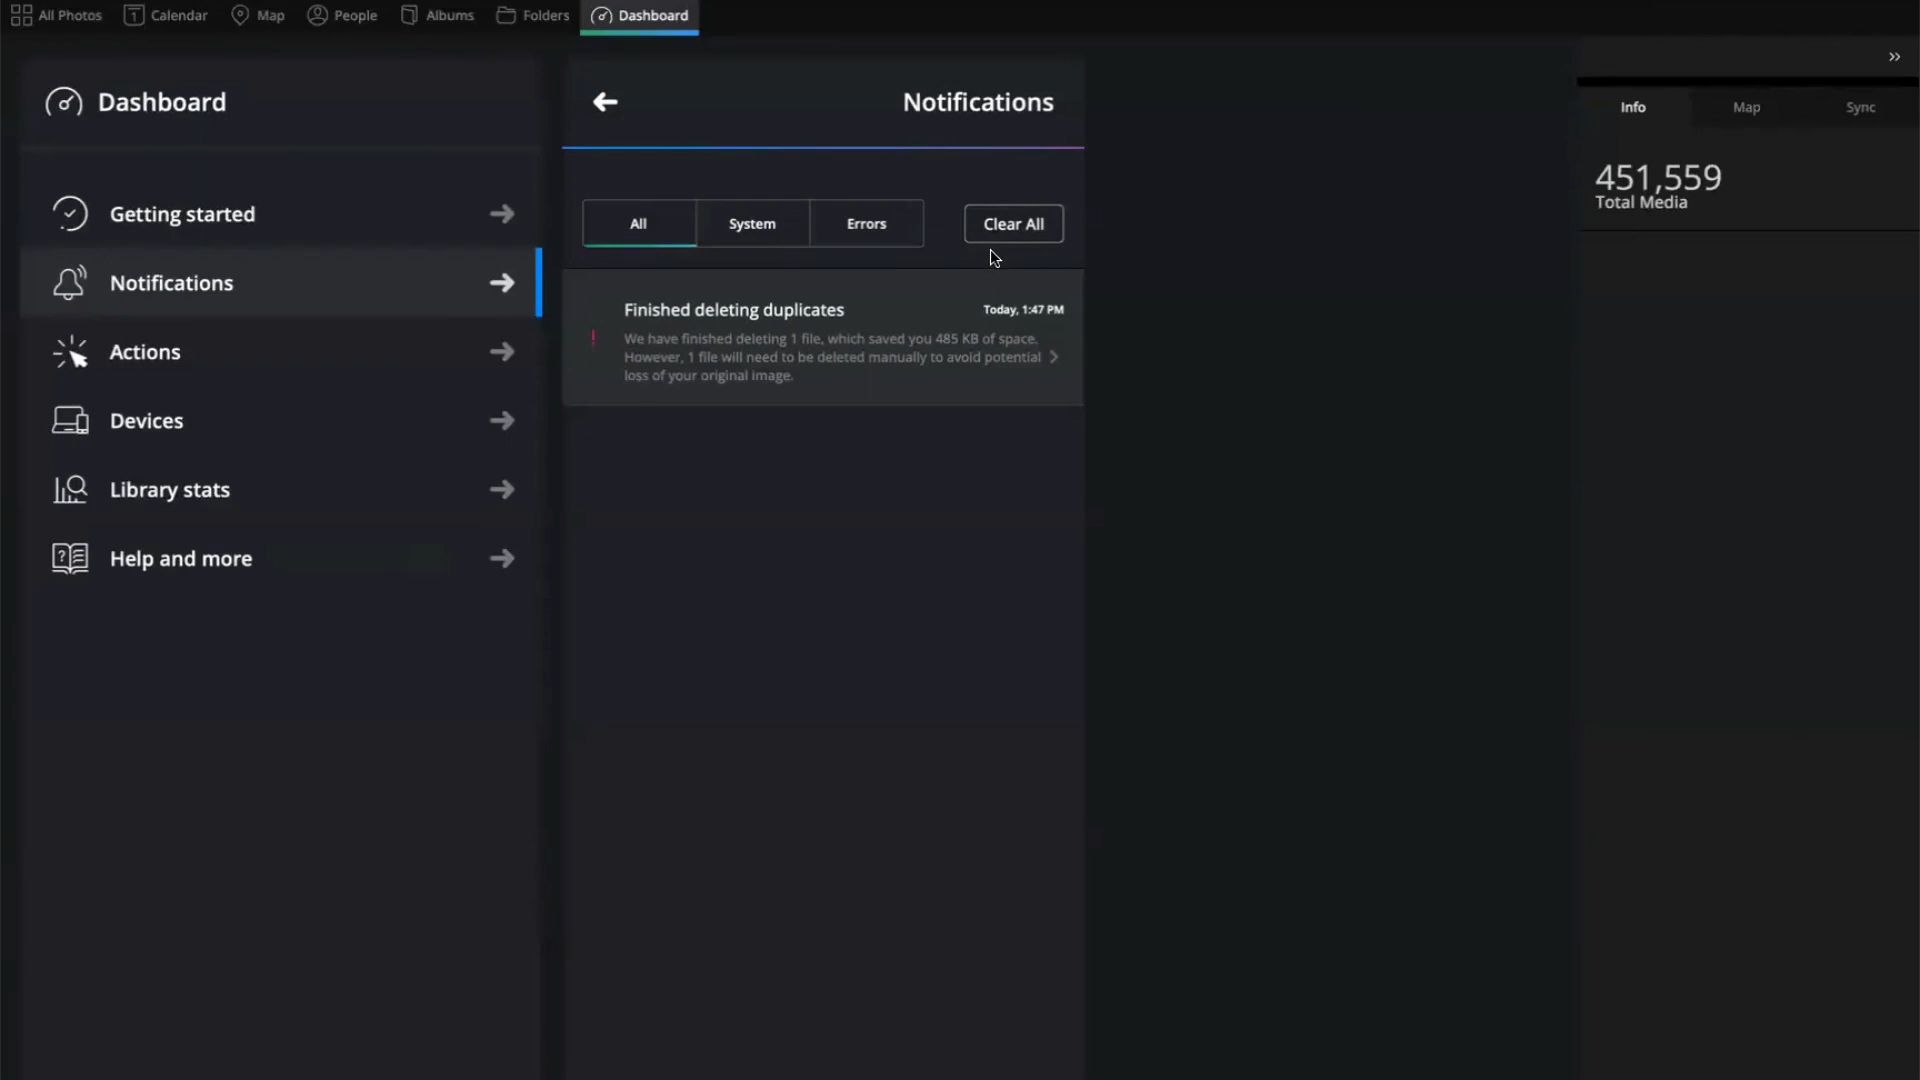 All Photos
1 Calendar
Map
People
Albums
Folders
Dashboard
Dashboard
Getting started
Notifications
Actions
Devices
Library stats
? Help and more
Notifications
All
System
Errors
Clear All
Finished deleting duplicates
Today, 1:47 PM
! We have finished deleting 1 file, which saved you 485 KB of space.
However, 1 file will need to be deleted manually to avoid potential
loss of your original image.
Info
Map
Sync
451,559
Total Media